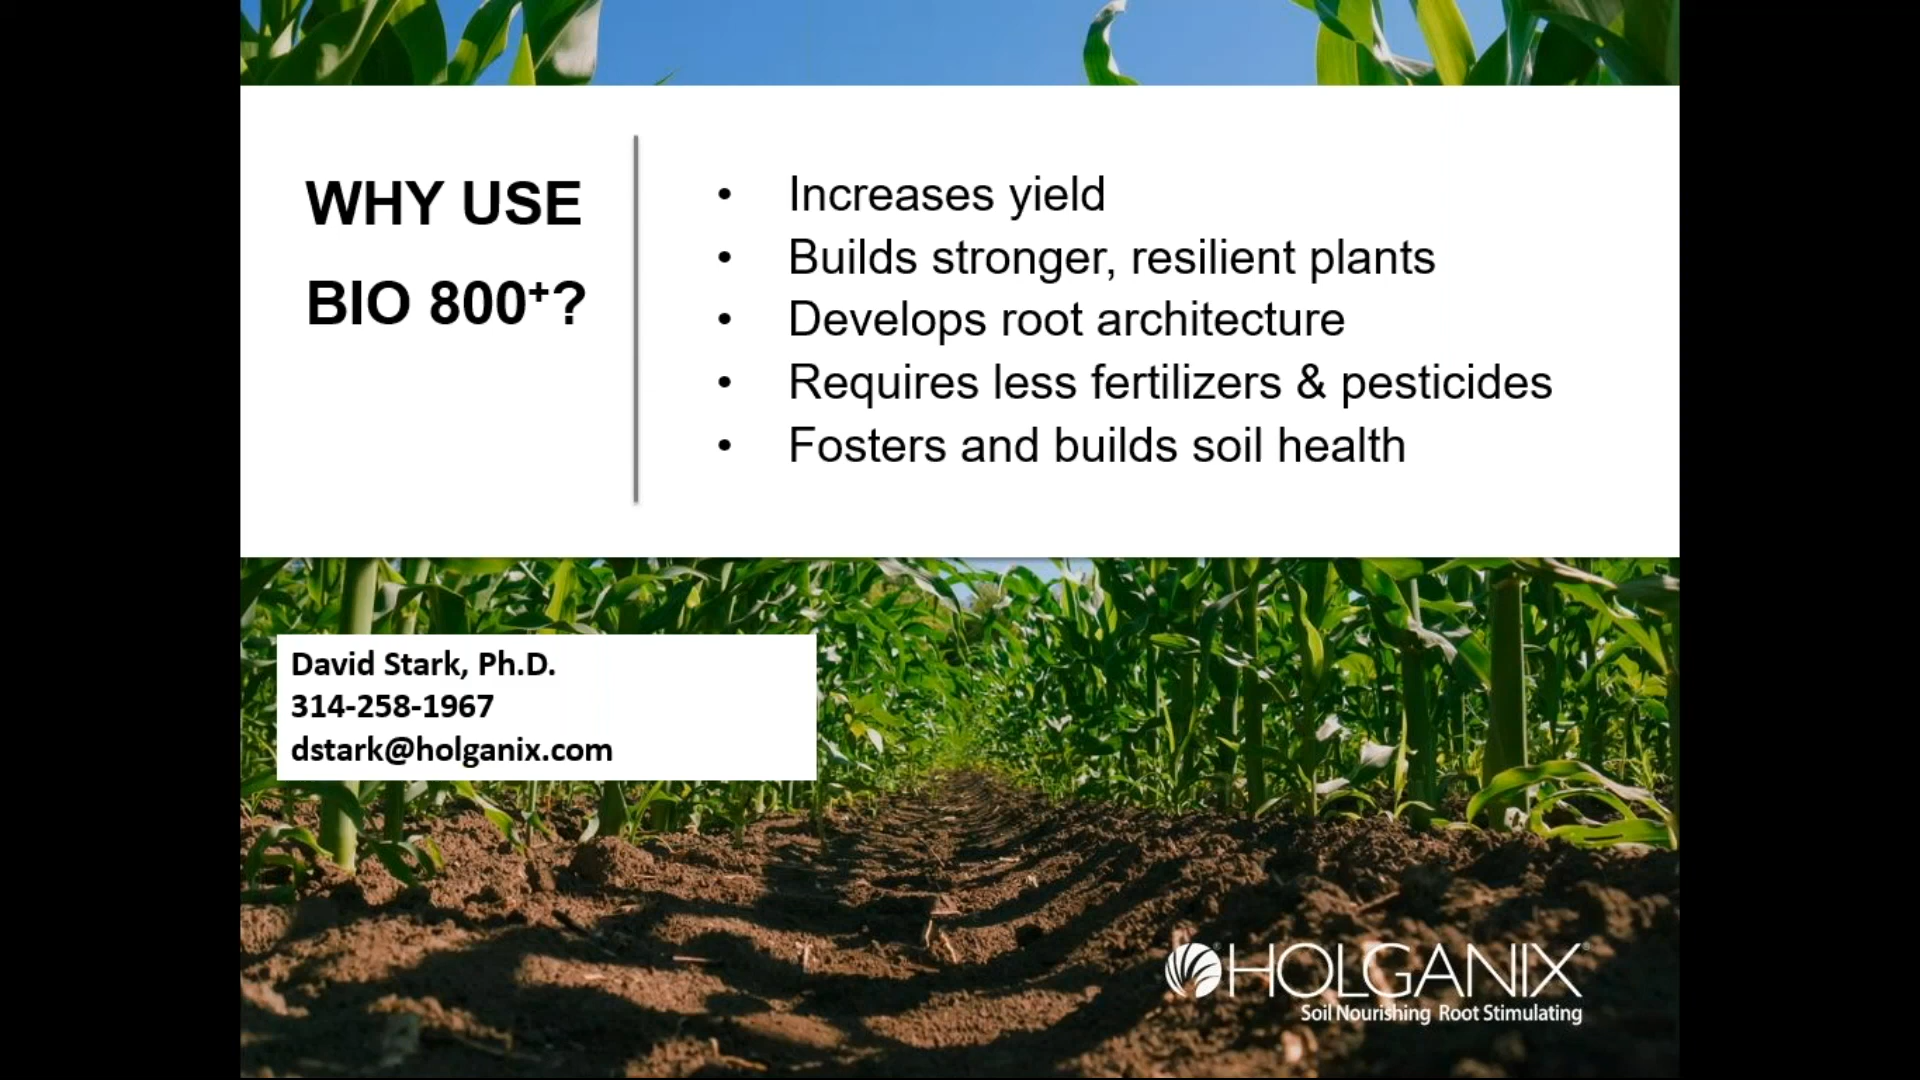 WHY USE
BIO 800⁺?
• Increases yield
• Builds stronger, resilient plants
• Develops root architecture
• Requires less fertilizers & pesticides
• Fosters and builds soil health
David Stark, Ph.D.
314-258-1967
dstark@holganix.com
HOLGANIX®
Soil Nourishing Root Stimulating